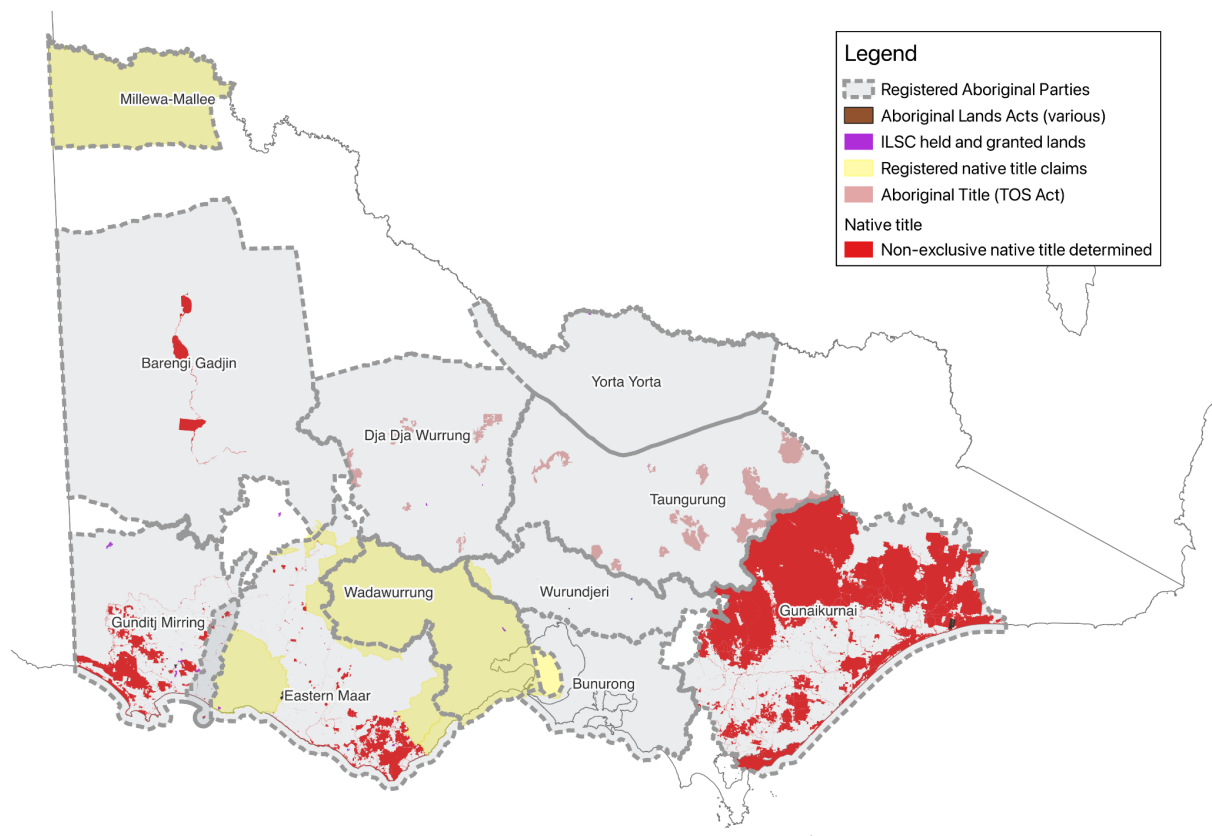 Legend
Registered Aboriginal Parties
Aboriginal Lands Acts (various)
ILSC held and granted lands
Registered native title claims
Aboriginal Title (TOS Act)
Native title
Non-exclusive native title determined
Millewa-Mallee
Barengi Gadjin
Yorta Yorta
Dja Dja Wurrung
Taungurung
Wadawurrung
Wurundjeri
Gunaikurnai
Gunditj Mirring
Eastern Maar
Bunurong